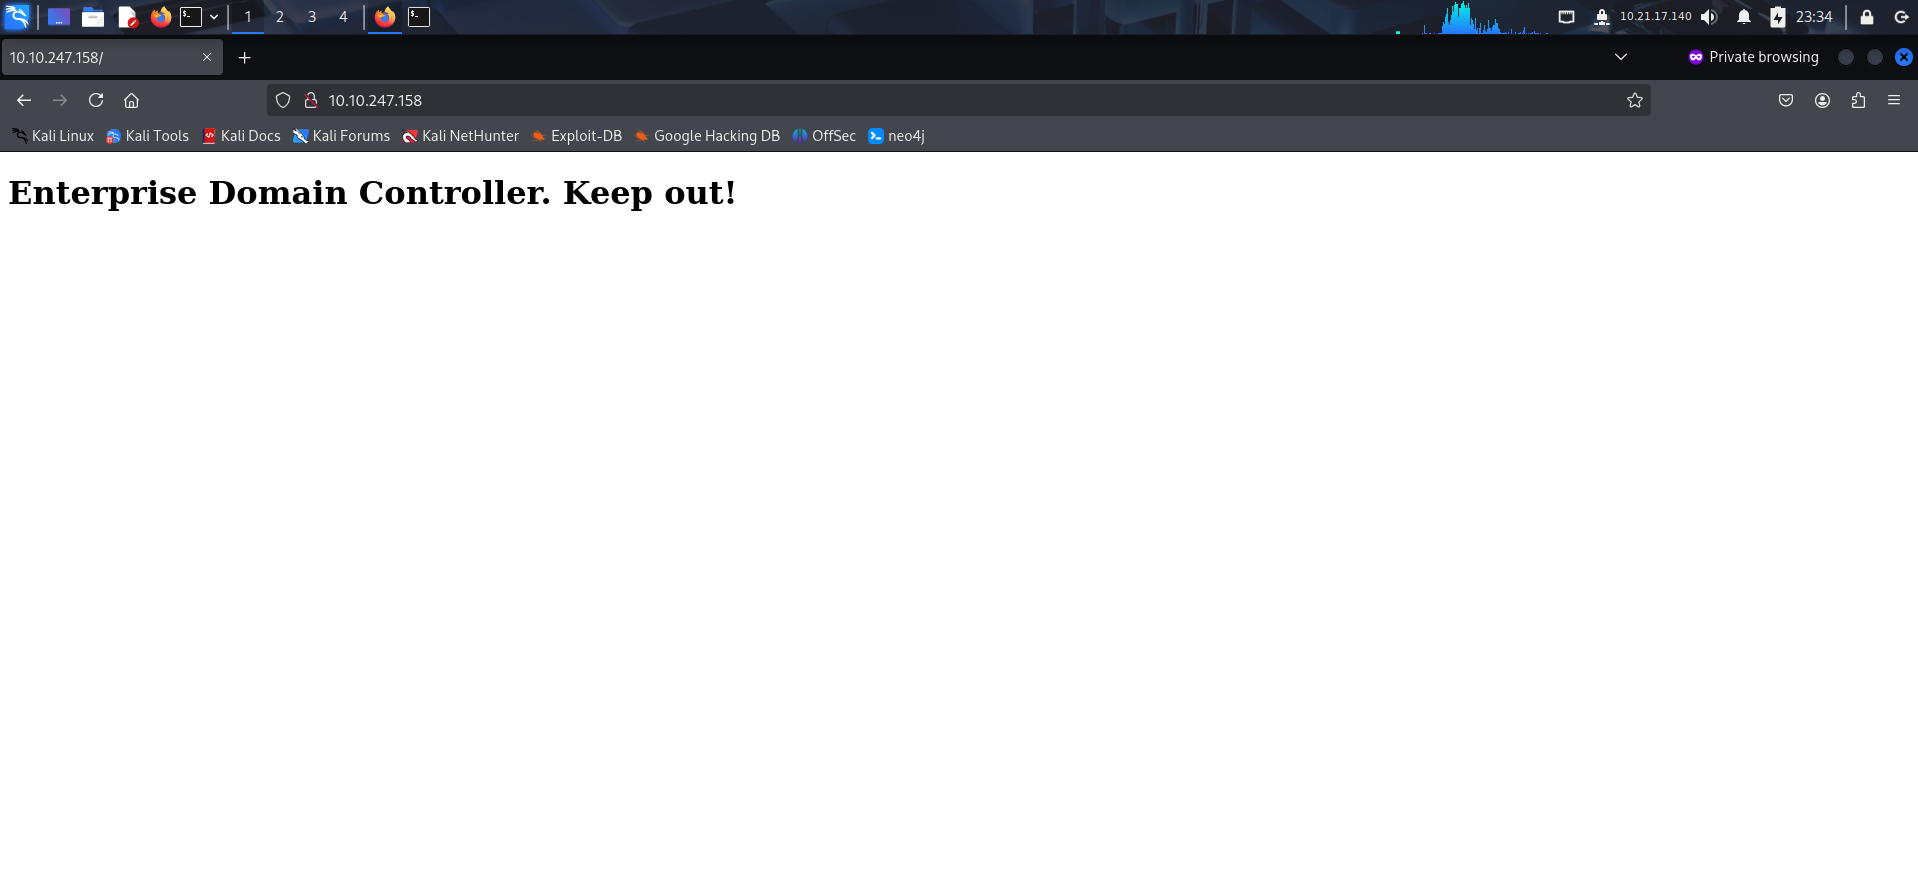 1 2 3 4 10.21.17.140 23:34
10.10.247.158/ Private browsing
10.10.247.158
Kali Linux Kali Tools Kali Docs Kali Forums Kali NetHunter Exploit-DB Google Hacking DB OffSec neo4j
Enterprise Domain Controller. Keep out!